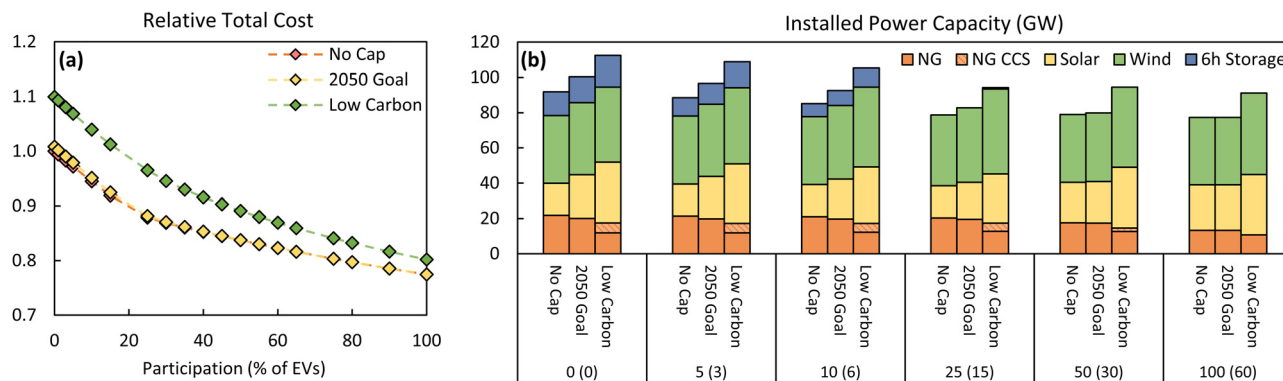 Relative Total Cost
(a)
No Cap
2050 Goal
Low Carbon
1.2
1.1
1.0
0.9
0.8
0.7
0 20 40 60 80 100
Participation (% of EVs)
Installed Power Capacity (GW)
(b)
NG NG CCS Solar Wind 6h Storage
120
100
80
60
40
20
0
No Cap 2050 Goal Low Carbon No Cap 2050 Goal Low Carbon No Cap 2050 Goal Low Carbon No Cap 2050 Goal Low Carbon No Cap 2050 Goal Low Carbon No Cap 2050 Goal Low Carbon
0 (0) 5 (3) 10 (6) 25 (15) 50 (30) 100 (60)